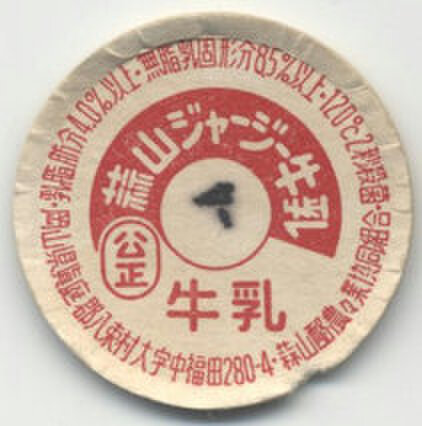 蒜山ジャージー牛乳
公正
牛乳
乳脂肪分4.0%以上・無脂乳固形分8.5%以上・120℃2秒殺菌
蒜山酪農々業協同組合
岡山県真庭郡八束村大字中福田280-4